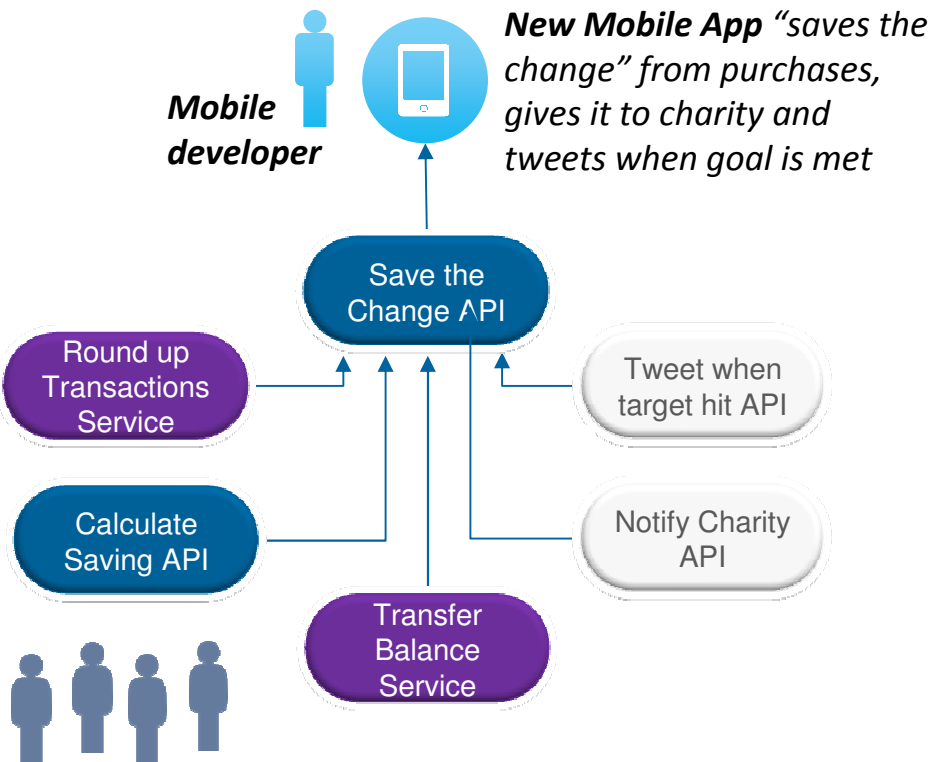 New Mobile App “saves the
change” from purchases,
gives it to charity and
tweets when goal is met
Mobile
developer
Save the
Change API
Round up
Transactions
Service
Tweet when
target hit API
Calculate
Saving API
Notify Charity
API
Transfer
Balance
Service